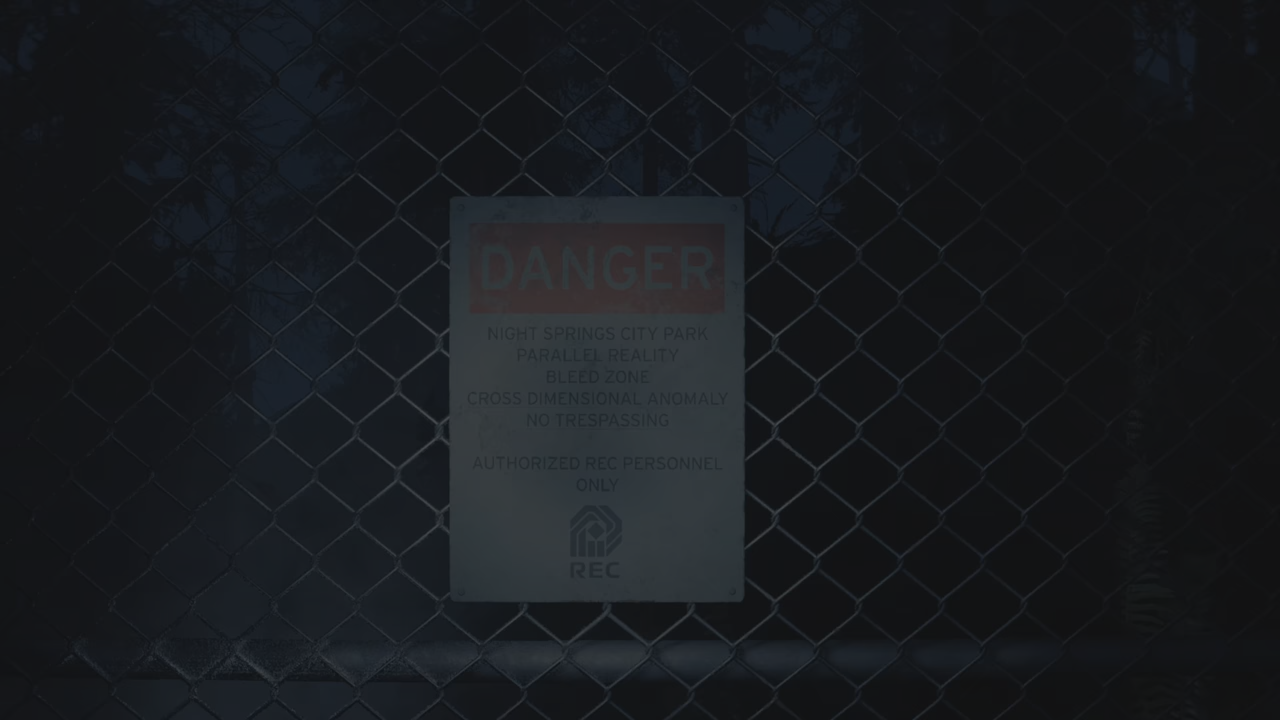 DANGER
NIGHT SPRINGS CITY PARK
PARALLEL REALITY
BLEED ZONE
CROSS DIMENSIONAL ANOMALY
NO TRESPASSING
AUTHORIZED REC PERSONNEL
ONLY
REC